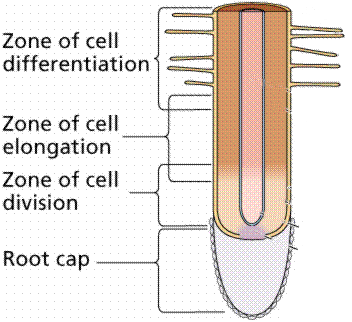 Zone of cell
differentiation
Zone of cell
elongation
Zone of cell
division
Root cap